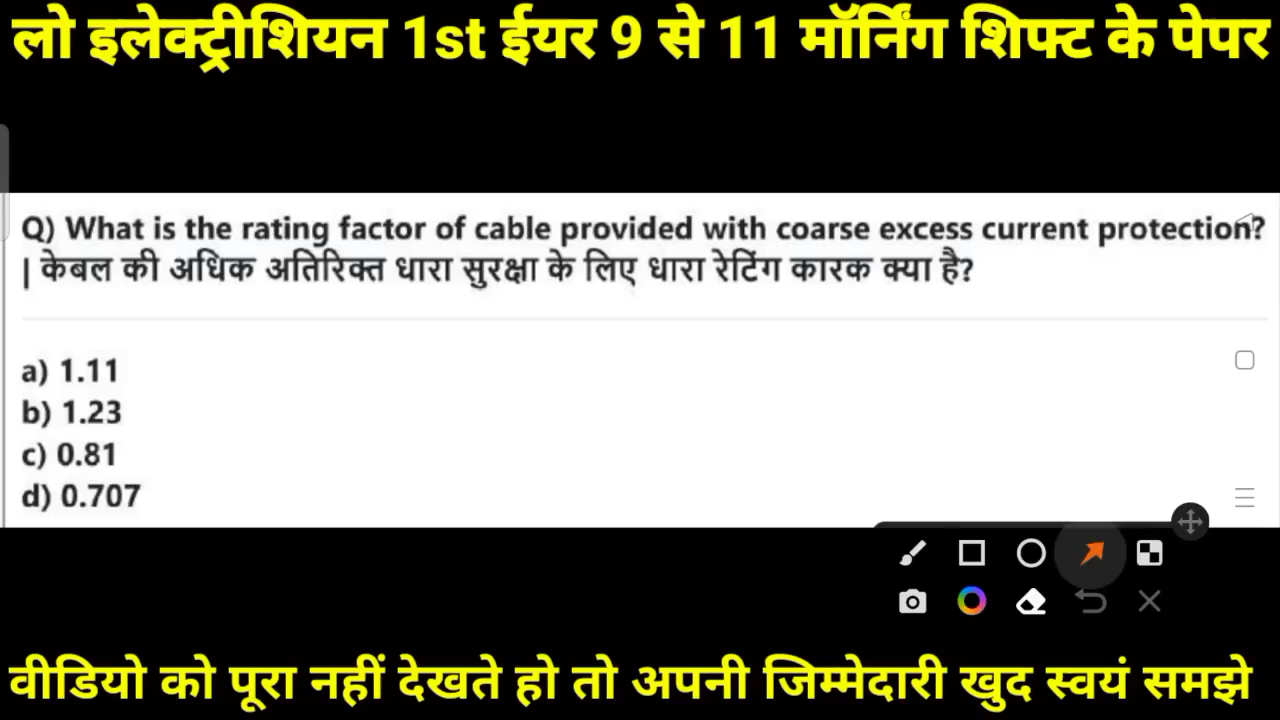 लो इलेक्ट्रीशियन 1st ईयर 9 से 11 मॉर्निंग शिफ्ट के पेपर
Q) What is the rating factor of cable provided with coarse excess current protection?
| केबल की अधिक अतिरिक्त धारा सुरक्षा के लिए धारा रेटिंग कारक क्या है?
a) 1.11
b) 1.23
c) 0.81
d) 0.707
वीडियो को पूरा नहीं देखते हो तो अपनी जिम्मेदारी खुद स्वयं समझे